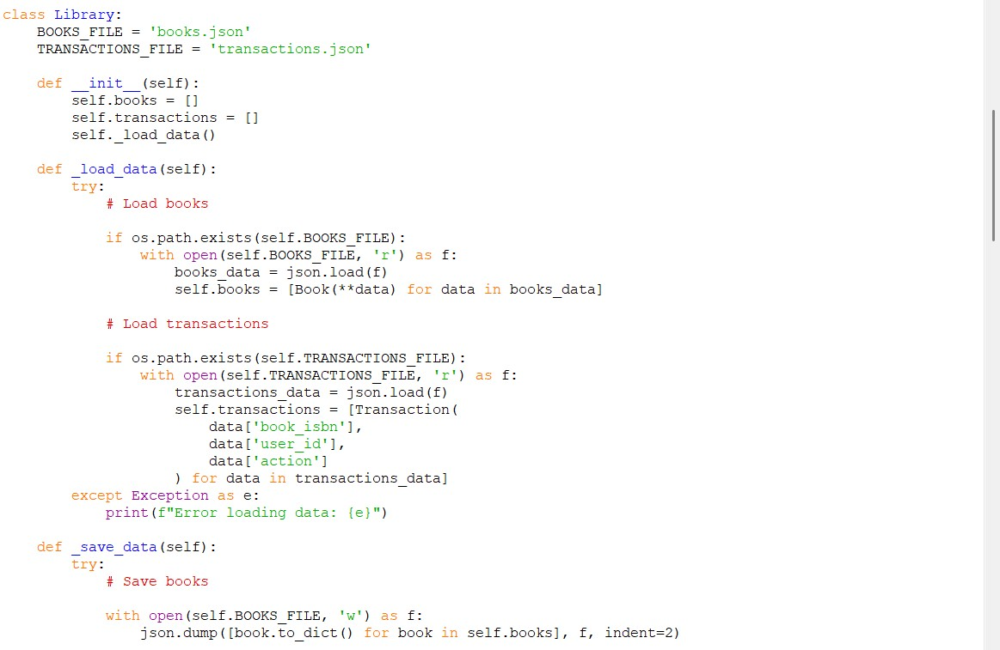 class Library:
    BOOKS_FILE = 'books.json'
    TRANSACTIONS_FILE = 'transactions.json'

    def __init__(self):
        self.books = []
        self.transactions = []
        self._load_data()

    def _load_data(self):
        try:
            # Load books

            if os.path.exists(self.BOOKS_FILE):
                with open(self.BOOKS_FILE, 'r') as f:
                    books_data = json.load(f)
                    self.books = [Book(**data) for data in books_data]

            # Load transactions

            if os.path.exists(self.TRANSACTIONS_FILE):
                with open(self.TRANSACTIONS_FILE, 'r') as f:
                    transactions_data = json.load(f)
                    self.transactions = [Transaction(
                        data['book_isbn'],
                        data['user_id'],
                        data['action']
                    ) for data in transactions_data]
        except Exception as e:
            print(f"Error loading data: {e}")

    def _save_data(self):
        try:
            # Save books

            with open(self.BOOKS_FILE, 'w') as f:
                json.dump([book.to_dict() for book in self.books], f, indent=2)